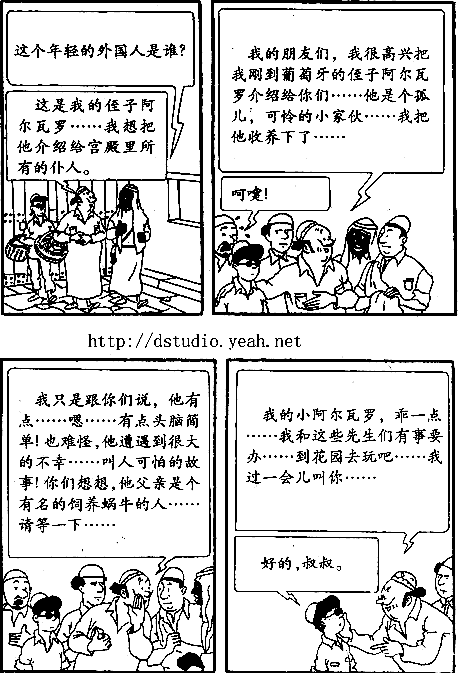 这个年轻的外国人是谁?
这是我的侄子阿
尔瓦罗……我想把
他介绍给宫殿里所
有的仆人。
我的朋友们，我很高兴把
我刚到葡萄牙的侄子阿尔瓦
罗介绍给你们……他是个孤
儿，可怜的小家伙……我把
他收养下了……
呵嚏!
http://dstudio.yeah.net
我只是跟你们说，他有
点……嗯……有点头脑简
单!也难怪,他遭遇到很大
的不幸……叫人可怕的故
事!你们想想,他父亲是个
有名的饲养蜗牛的人……
请等一下……
我的小阿尔瓦罗，乖一点
……我和这些先生们有事要
办……到花园去玩吧……我
过一会儿叫你……
好的,叔叔。